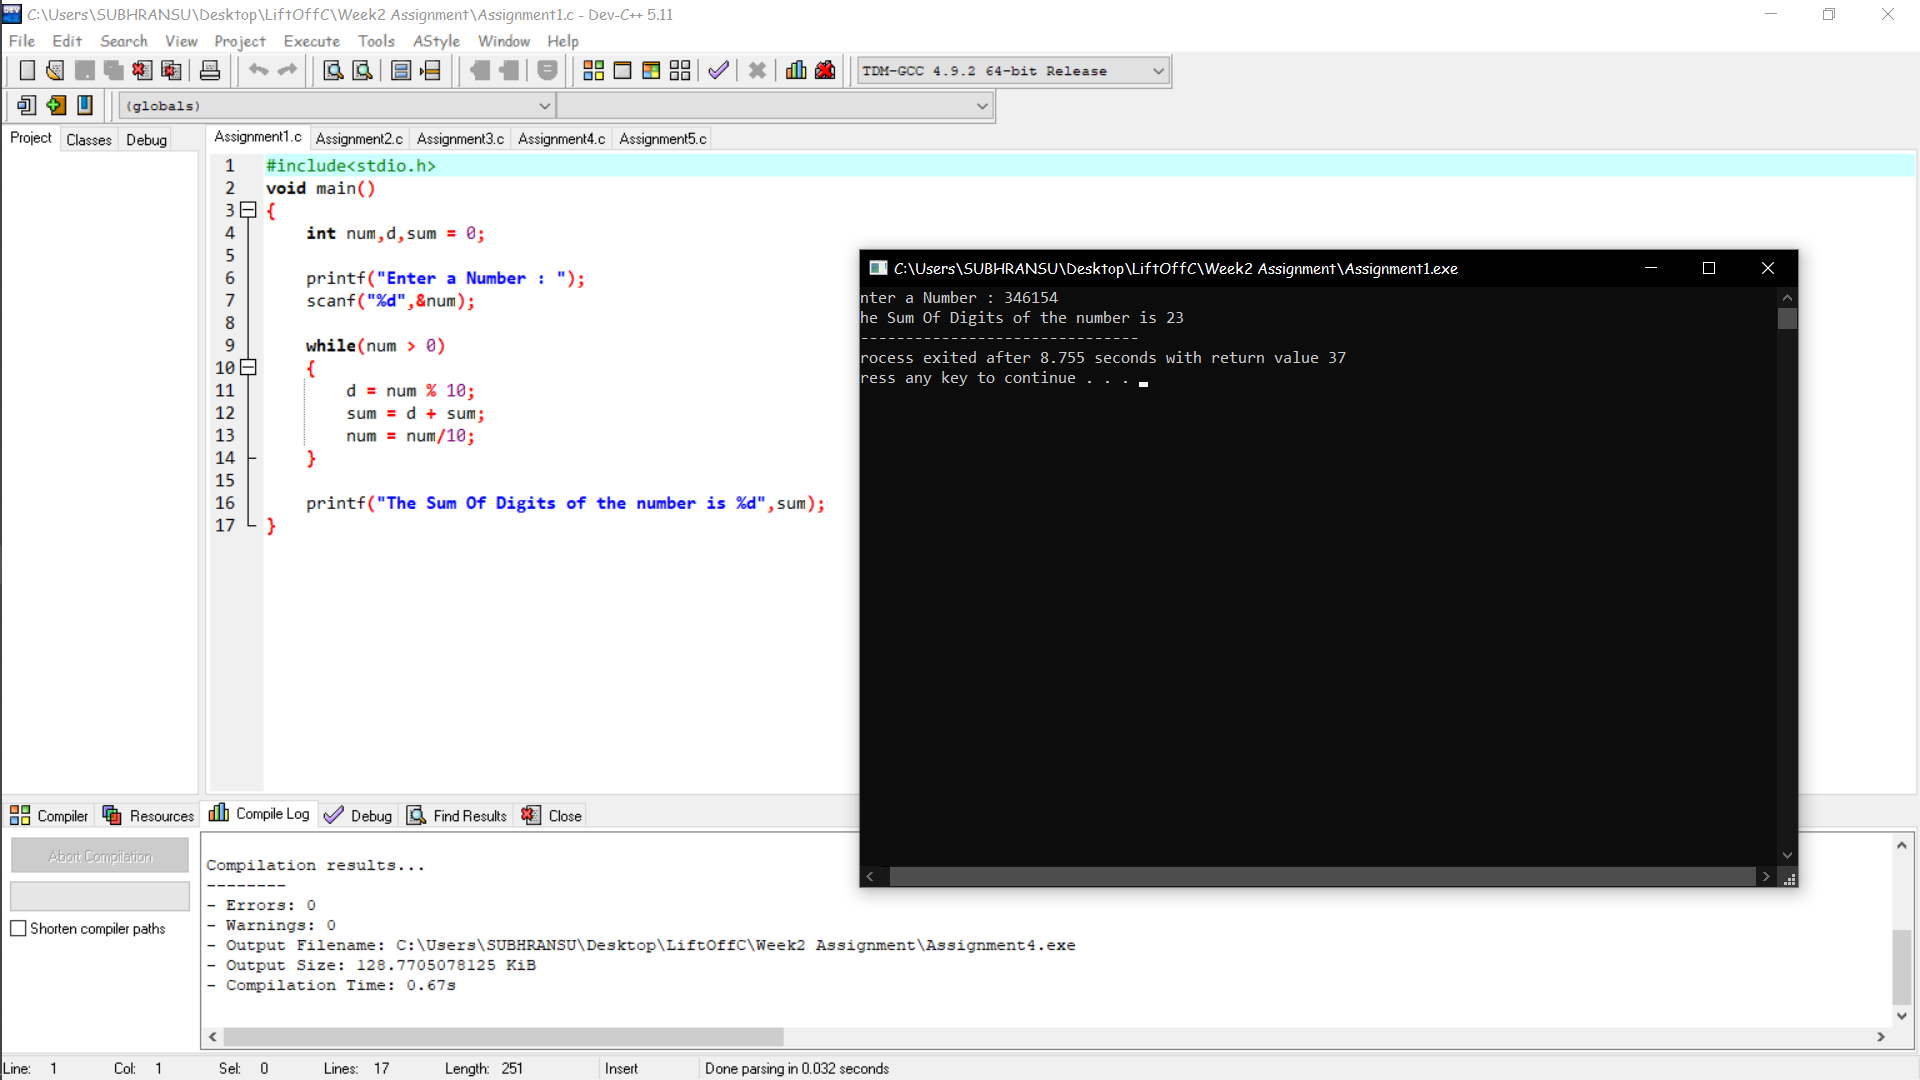 C:\Users\SUBHRANSU\Desktop\LiftOffC\Week2 Assignment\Assignment1.c - Dev-C++ 5.11
File Edit Search View Project Execute Tools AStyle Window Help
TDM-GCC 4.9.2 64-bit Release
(globals)
Project Classes Debug
Assignment1.c Assignment2.c Assignment3.c Assignment4.c Assignment5.c
1 #include<stdio.h>
2 void main()
3 {
4 int num,d,sum = 0;
5
6 printf("Enter a Number : ");
7 scanf("%d",&num);
8
9 while(num > 0)
10 {
11 d = num % 10;
12 sum = d + sum;
13 num = num/10;
14 }
15
16 printf("The Sum Of Digits of the number is %d",sum);
17 }
C:\Users\SUBHRANSU\Desktop\LiftOffC\Week2 Assignment\Assignment1.exe
nter a Number : 346154
he Sum Of Digits of the number is 23
-------------------------------
rocess exited after 8.755 seconds with return value 37
ress any key to continue . . .
Compiler Resources Compile Log Debug Find Results Close
Abort Compilation
Shorten compiler paths
Compilation results...
--------
- Errors: 0
- Warnings: 0
- Output Filename: C:\Users\SUBHRANSU\Desktop\LiftOffC\Week2 Assignment\Assignment4.exe
- Output Size: 128.7705078125 KiB
- Compilation Time: 0.67s
Line: 1 Col: 1 Sel: 0 Lines: 17 Length: 251 Insert Done parsing in 0.032 seconds